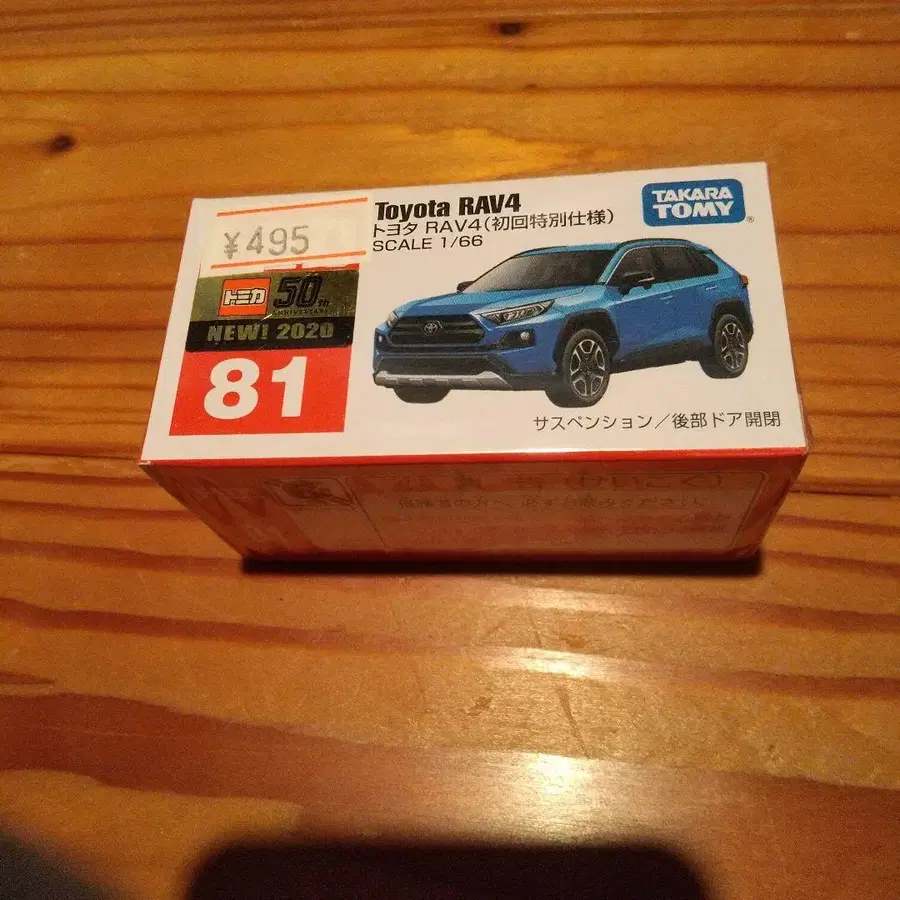 ¥495
Toyota RAV4
トヨタ RAV4(初回特別仕様)
SCALE 1/66
TAKARA
TOMY
トミカ
50th
ANNIVERSARY
NEW! 2020
81
サスペンション/後部ドア開閉